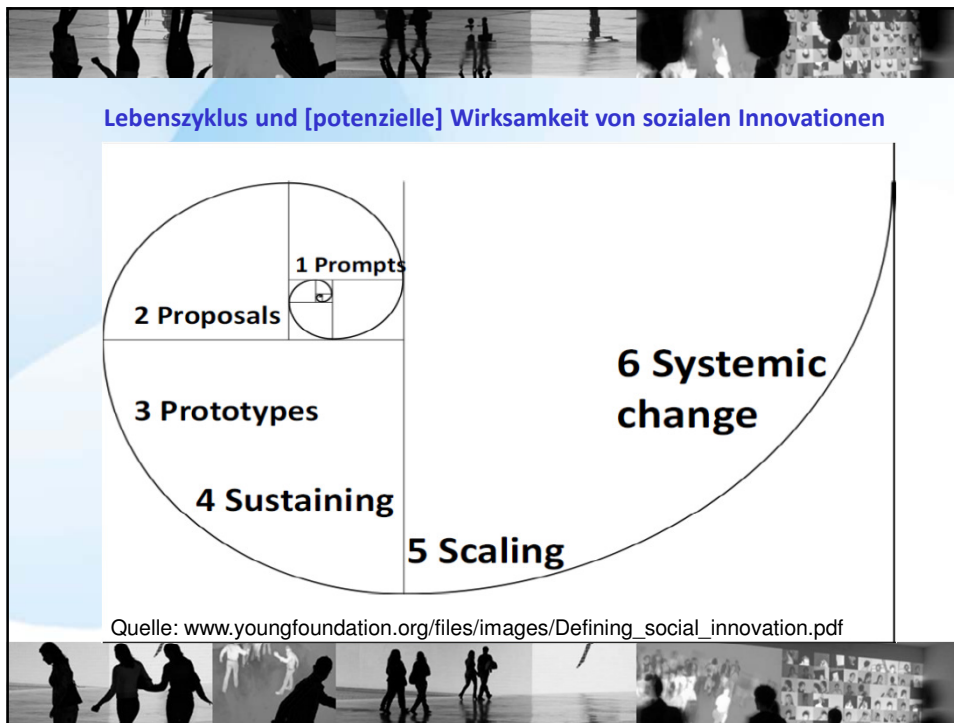 Lebenszyklus und [potenzielle] Wirksamkeit von sozialen Innovationen
1 Prompts
2 Proposals
3 Prototypes
4 Sustaining
5 Scaling
6 Systemic
change
Quelle: www.youngfoundation.org/files/images/Defining_social_innovation.pdf